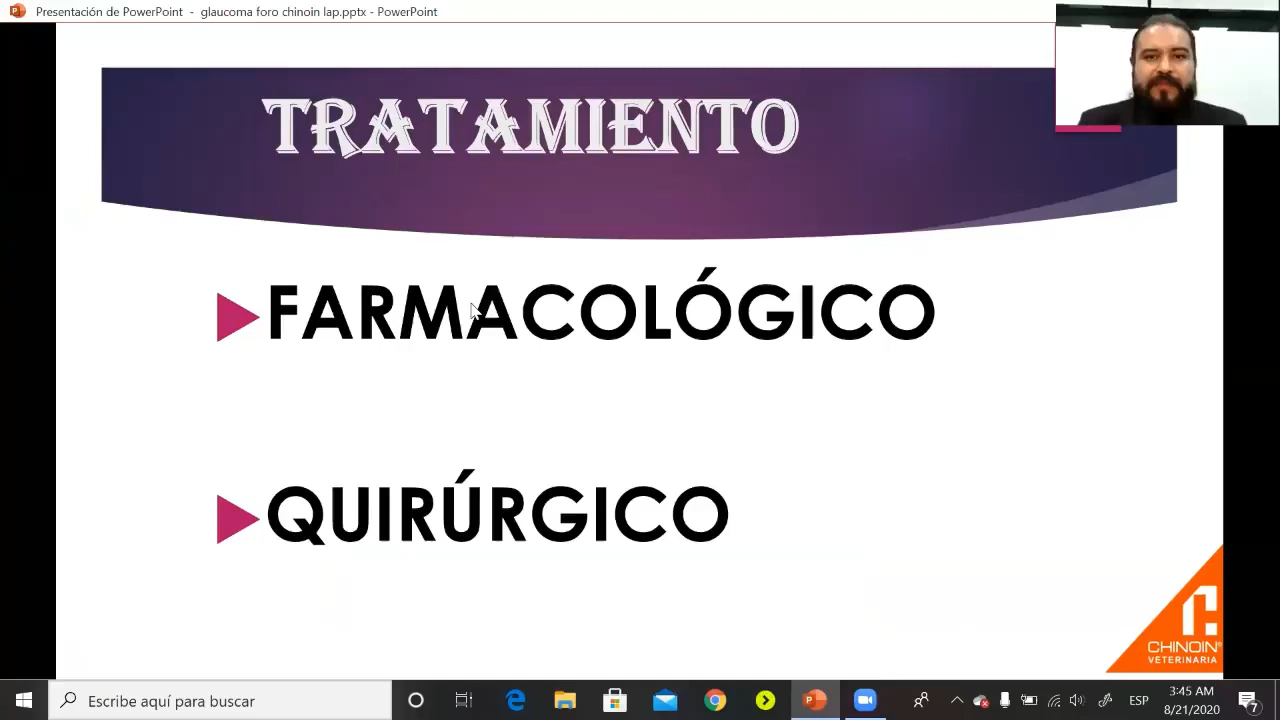 Presentación de PowerPoint - glaucoma foro chinoin lap.pptx - PowerPoint
TRATAMIENTO
FARMACOLÓGICO
QUIRÚRGICO
CHINOIN®
VETERINARIA
Escribe aquí para buscar
ESP
3:45 AM
8/21/2020
7